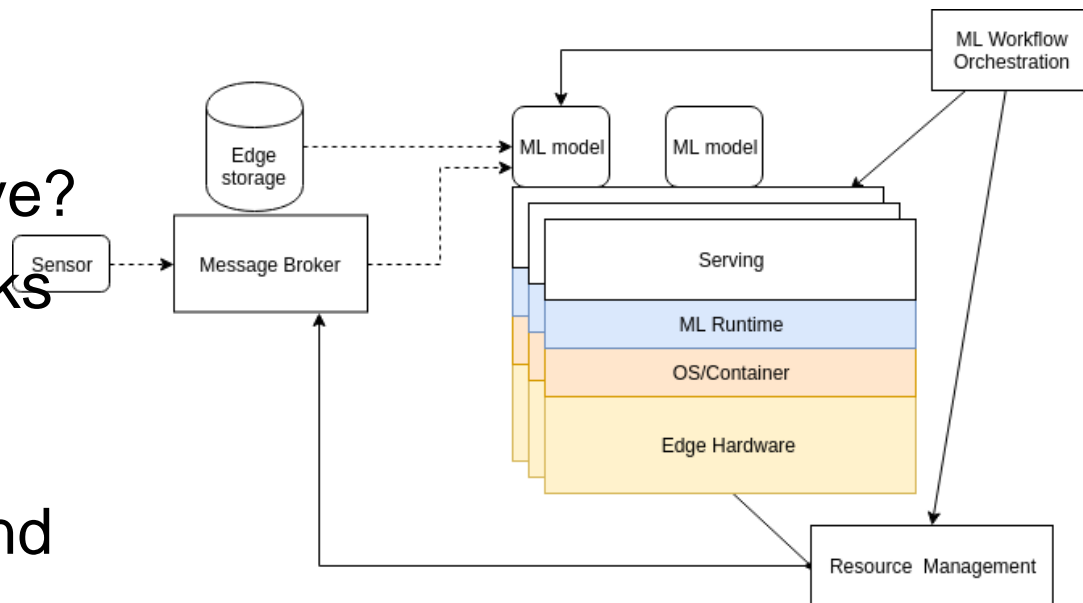 ML Workflow
Orchestration
ML model
ML model
Edge
storage
ve?
Sensor
Message Broker
ks
Serving
ML Runtime
OS/Container
Edge Hardware
nd
Resource Management